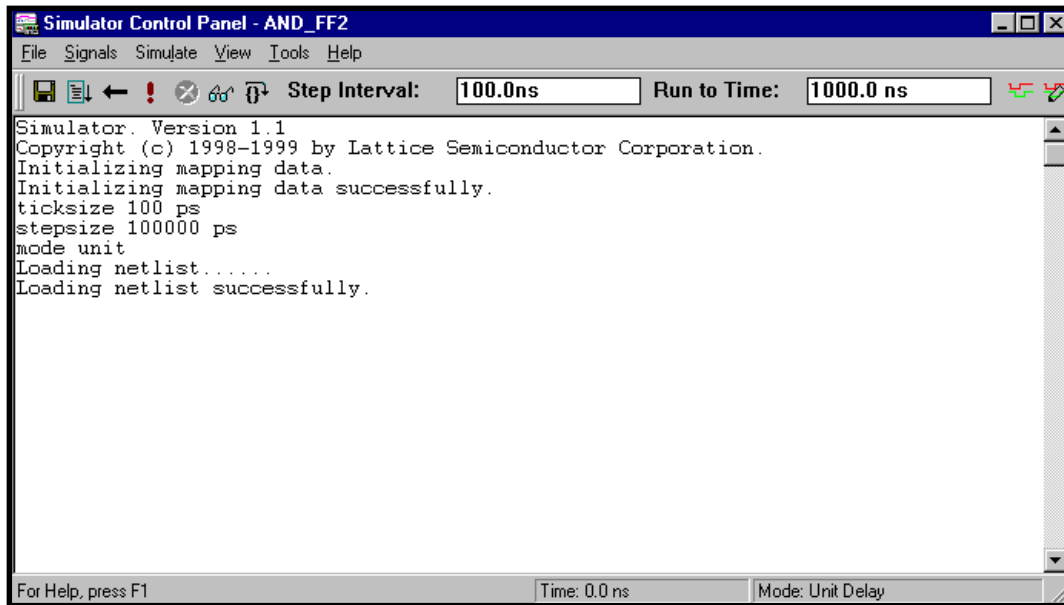 Simulator Control Panel - AND_FF2
File Signals Simulate View Tools Help
Step Interval: 100.0ns Run to Time: 1000.0 ns
Simulator. Version 1.1
Copyright (c) 1998-1999 by Lattice Semiconductor Corporation.
Initializing mapping data.
Initializing mapping data successfully.
ticksize 100 ps
stepsize 100000 ps
mode unit
Loading netlist......
Loading netlist successfully.
For Help, press F1 Time: 0.0 ns Mode: Unit Delay